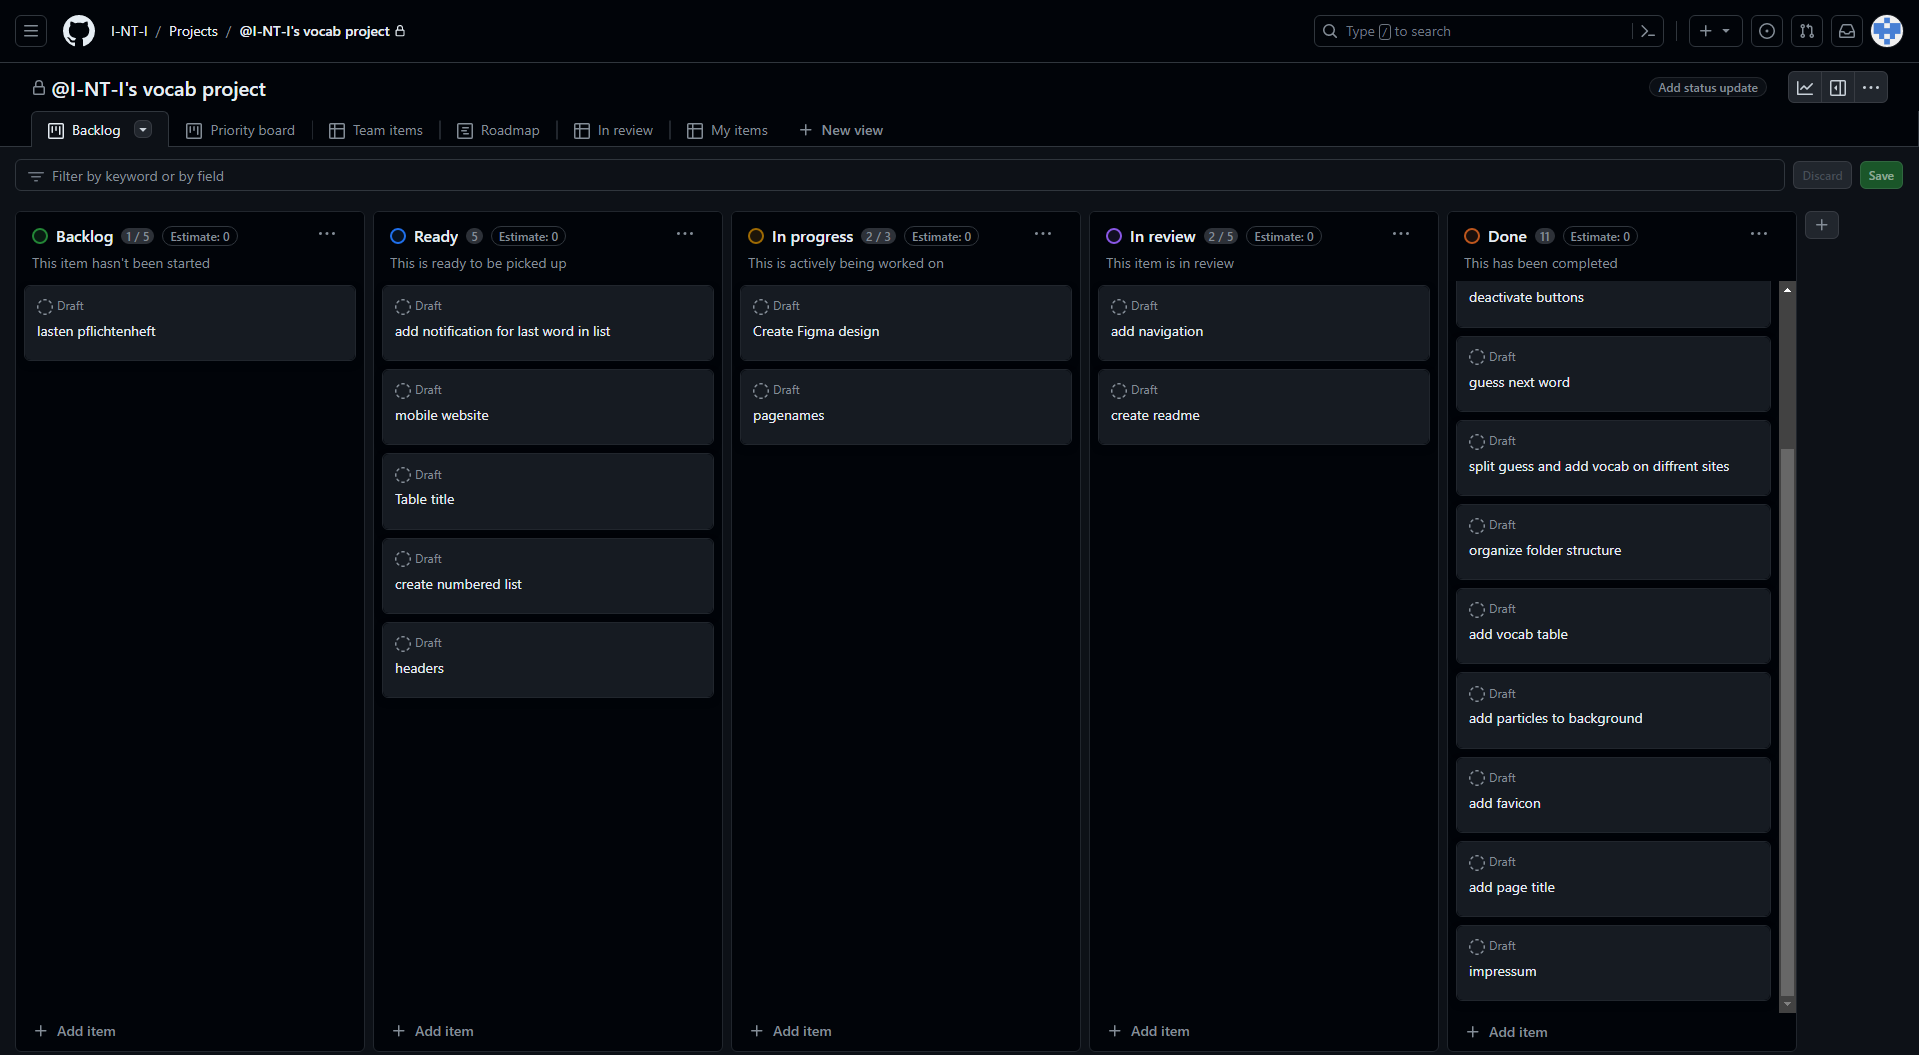 I-NT-I / Projects / @I-NT-I's vocab project
Type / to search
@I-NT-I's vocab project
Add status update
Backlog
Priority board
Team items
Roadmap
In review
My items
New view
Filter by keyword or by field
Discard
Save
Backlog 1 / 5 Estimate: 0
This item hasn't been started
Draft
lasten pflichtenheft
Add item
Ready 5 Estimate: 0
This is ready to be picked up
Draft
add notification for last word in list
Draft
mobile website
Draft
Table title
Draft
create numbered list
Draft
headers
Add item
In progress 2 / 3 Estimate: 0
This is actively being worked on
Draft
Create Figma design
Draft
pagenames
Add item
In review 2 / 5 Estimate: 0
This item is in review
Draft
add navigation
Draft
create readme
Add item
Done 11 Estimate: 0
This has been completed
deactivate buttons
Draft
guess next word
Draft
split guess and add vocab on diffrent sites
Draft
organize folder structure
Draft
add vocab table
Draft
add particles to background
Draft
add favicon
Draft
add page title
Draft
impressum
Add item